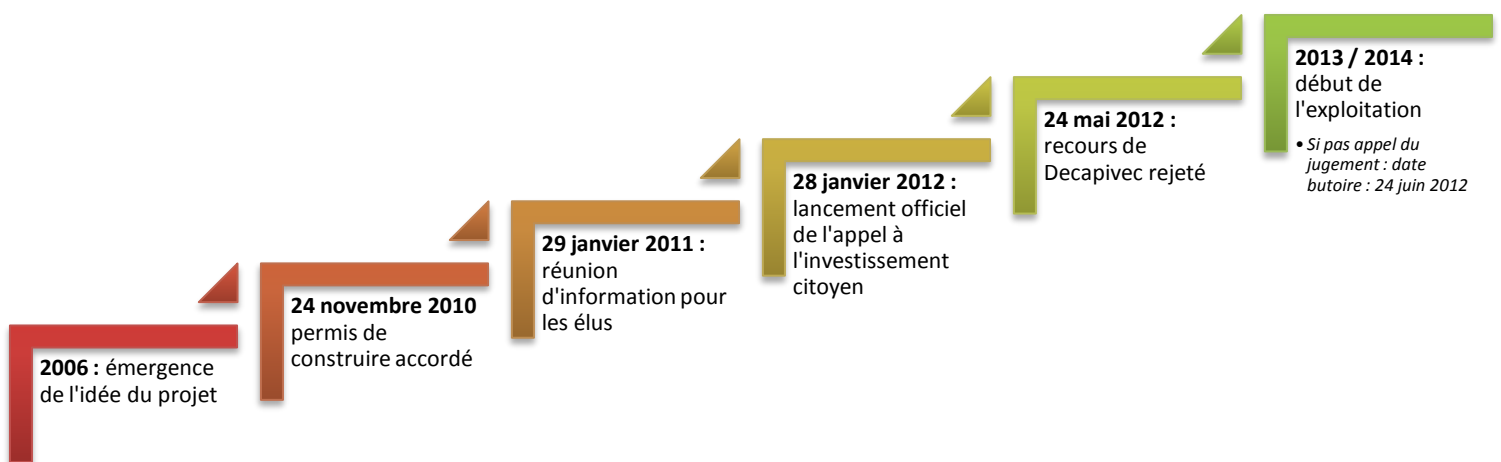 2006 : émergence
de l'idée du projet
24 novembre 2010
permis de
construire accordé
29 janvier 2011 :
réunion
d'information pour
les élus
28 janvier 2012 :
lancement officiel
de l'appel à
l'investissement
citoyen
24 mai 2012 :
recours de
Decapivec rejeté
2013 / 2014 :
début de
l'exploitation
• Si pas appel du
jugement : date
butoire : 24 juin 2012